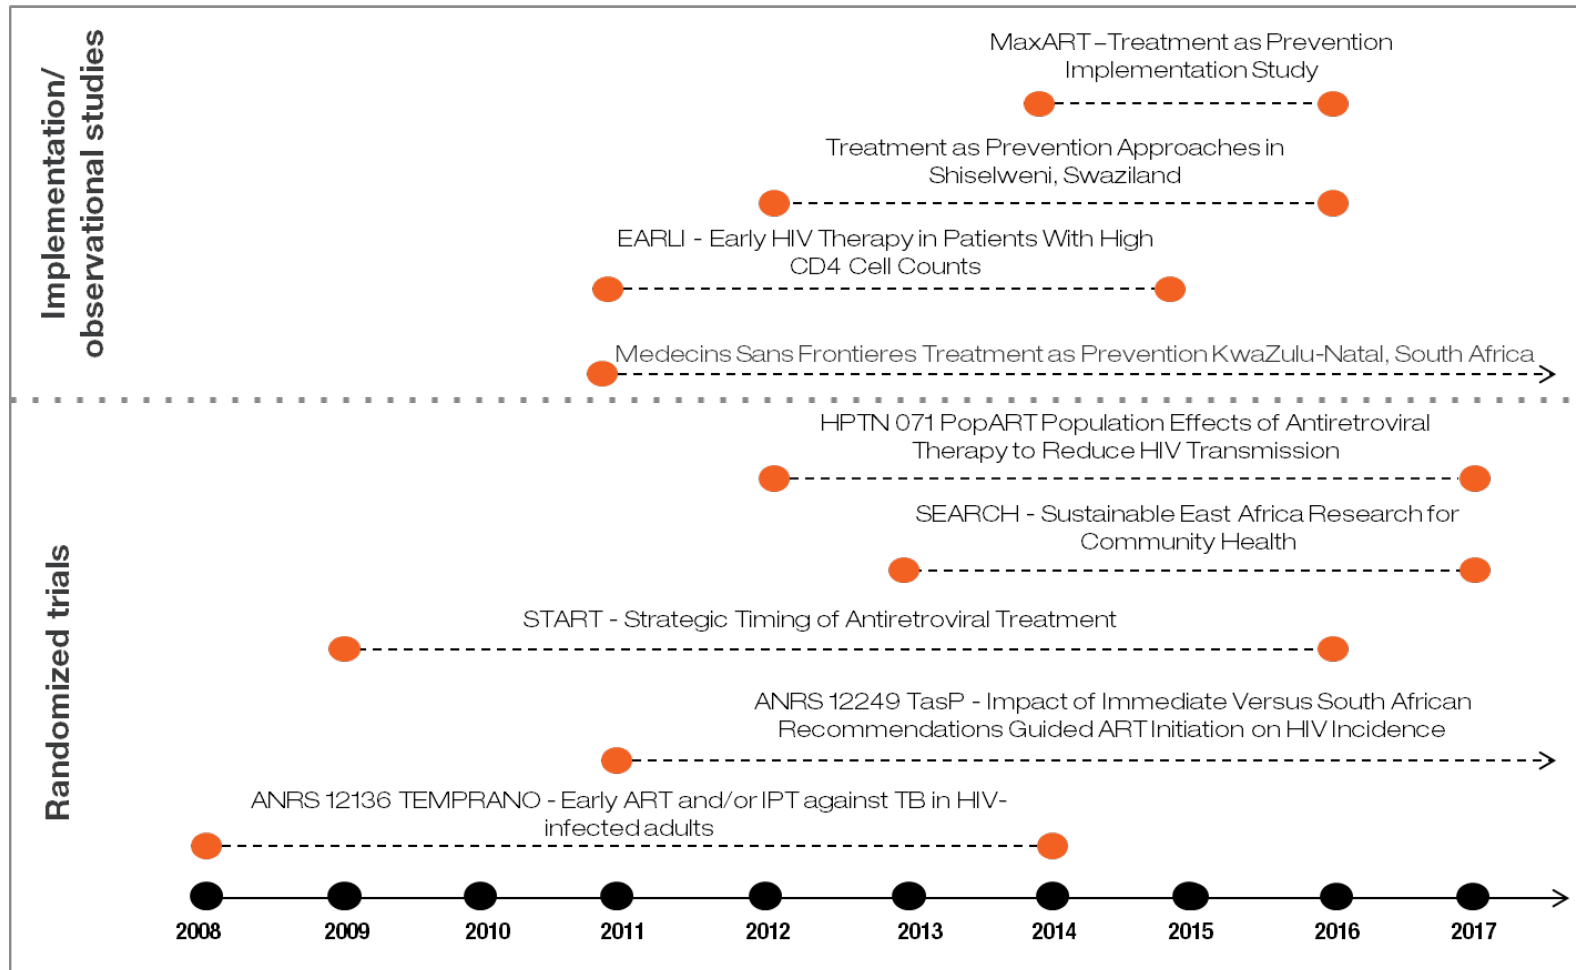 Implementation/
observational studies
MaxART –Treatment as Prevention
Implementation Study
Treatment as Prevention Approaches in
Shiselweni, Swaziland
EARLI - Early HIV Therapy in Patients With High
CD4 Cell Counts
Medecins Sans Frontieres Treatment as Prevention KwaZulu-Natal, South Africa
Randomized trials
HPTN 071 PopART Population Effects of Antiretroviral
Therapy to Reduce HIV Transmission
SEARCH - Sustainable East Africa Research for
Community Health
START - Strategic Timing of Antiretroviral Treatment
ANRS 12249 TasP - Impact of Immediate Versus South African
Recommendations Guided ART Initiation on HIV Incidence
ANRS 12136 TEMPRANO - Early ART and/or IPT against TB in HIV-
infected adults
2008 2009 2010 2011 2012 2013 2014 2015 2016 2017